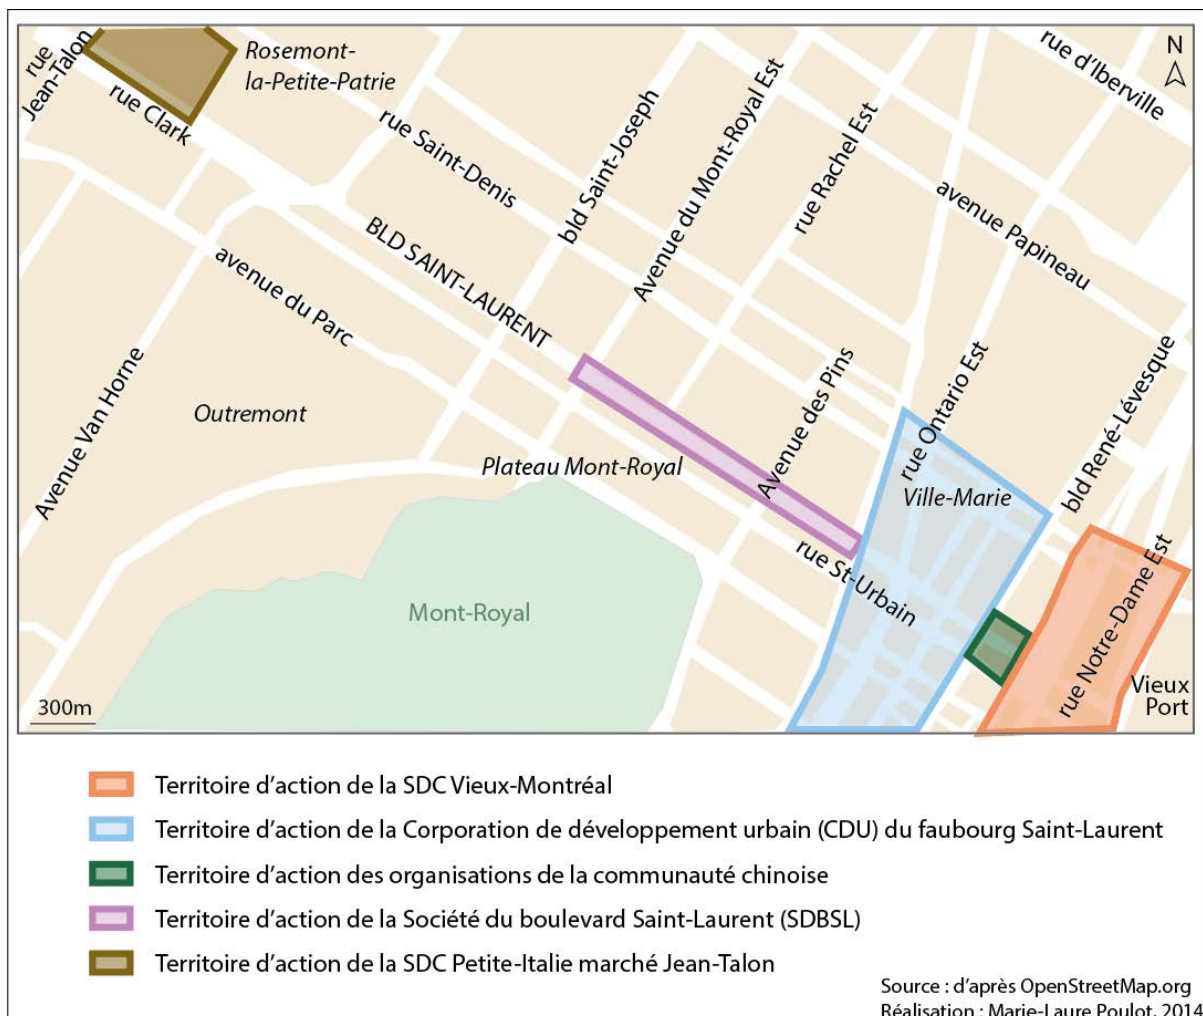 rue
Jean-Talon
rue Clark
Rosemont-
la-Petite-Patrie
rue Saint-Denis
bld Saint-Joseph
Avenue du Mont-Royal Est
rue Rachel Est
rue d'Iberville
N
avenue Papineau
BLD SAINT-LAURENT
avenue du Parc
Avenue Van Horne
Outremont
Plateau Mont-Royal
Avenue des Pins
rue Ontario Est
bld René-Lévesque
Ville-Marie
rue St-Urbain
Mont-Royal
rue Notre-Dame Est
Vieux
Port
300m
Territoire d'action de la SDC Vieux-Montréal
Territoire d'action de la Corporation de développement urbain (CDU) du faubourg Saint-Laurent
Territoire d'action des organisations de la communauté chinoise
Territoire d'action de la Société du boulevard Saint-Laurent (SDBSL)
Territoire d'action de la SDC Petite-Italie marché Jean-Talon
Source : d'après OpenStreetMap.org
Réalisation : Marie-Laure Poulot, 2014